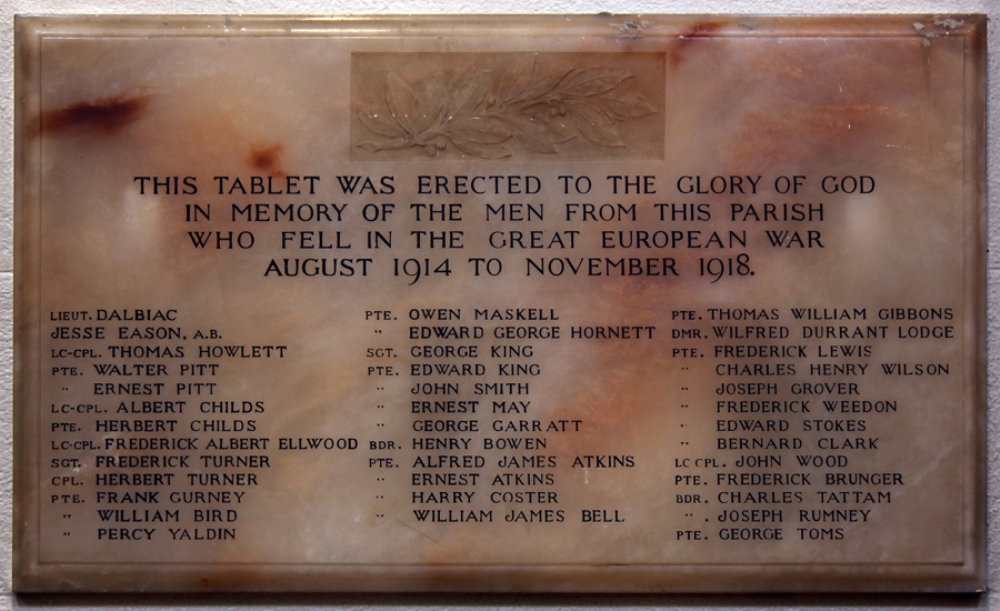 THIS TABLET WAS ERECTED TO THE GLORY OF GOD
IN MEMORY OF THE MEN FROM THIS PARISH
WHO FELL IN THE GREAT EUROPEAN WAR
AUGUST 1914 TO NOVEMBER 1918.
LIEUT. DALBIAC
JESSE EASON, A.B.
LC-CPL. THOMAS HOWLETT
PTE. WALTER PITT
" ERNEST PITT
LC-CPL. ALBERT CHILDS
PTE. HERBERT CHILDS
LC-CPL. FREDERICK ALBERT ELLWOOD
SGT. FREDERICK TURNER
CPL. HERBERT TURNER
PTE. FRANK GURNEY
" WILLIAM BIRD
" PERCY YALDIN
PTE. OWEN MASKELL
" EDWARD GEORGE HORNETT
SGT. GEORGE KING
PTE. EDWARD KING
" JOHN SMITH
" ERNEST MAY
" GEORGE GARRATT
BDR. HENRY BOWEN
PTE. ALFRED JAMES ATKINS
" ERNEST ATKINS
" HARRY COSTER
" WILLIAM JAMES BELL
PTE. THOMAS WILLIAM GIBBONS
DMR. WILFRED DURRANT LODGE
PTE. FREDERICK LEWIS
" CHARLES HENRY WILSON
" JOSEPH GROVER
" FREDERICK WEEDON
" EDWARD STOKES
" BERNARD CLARK
LC CPL. JOHN WOOD
PTE. FREDERICK BRUNGER
BDR. CHARLES TATTAM
" . JOSEPH RUMNEY
PTE. GEORGE TOMS